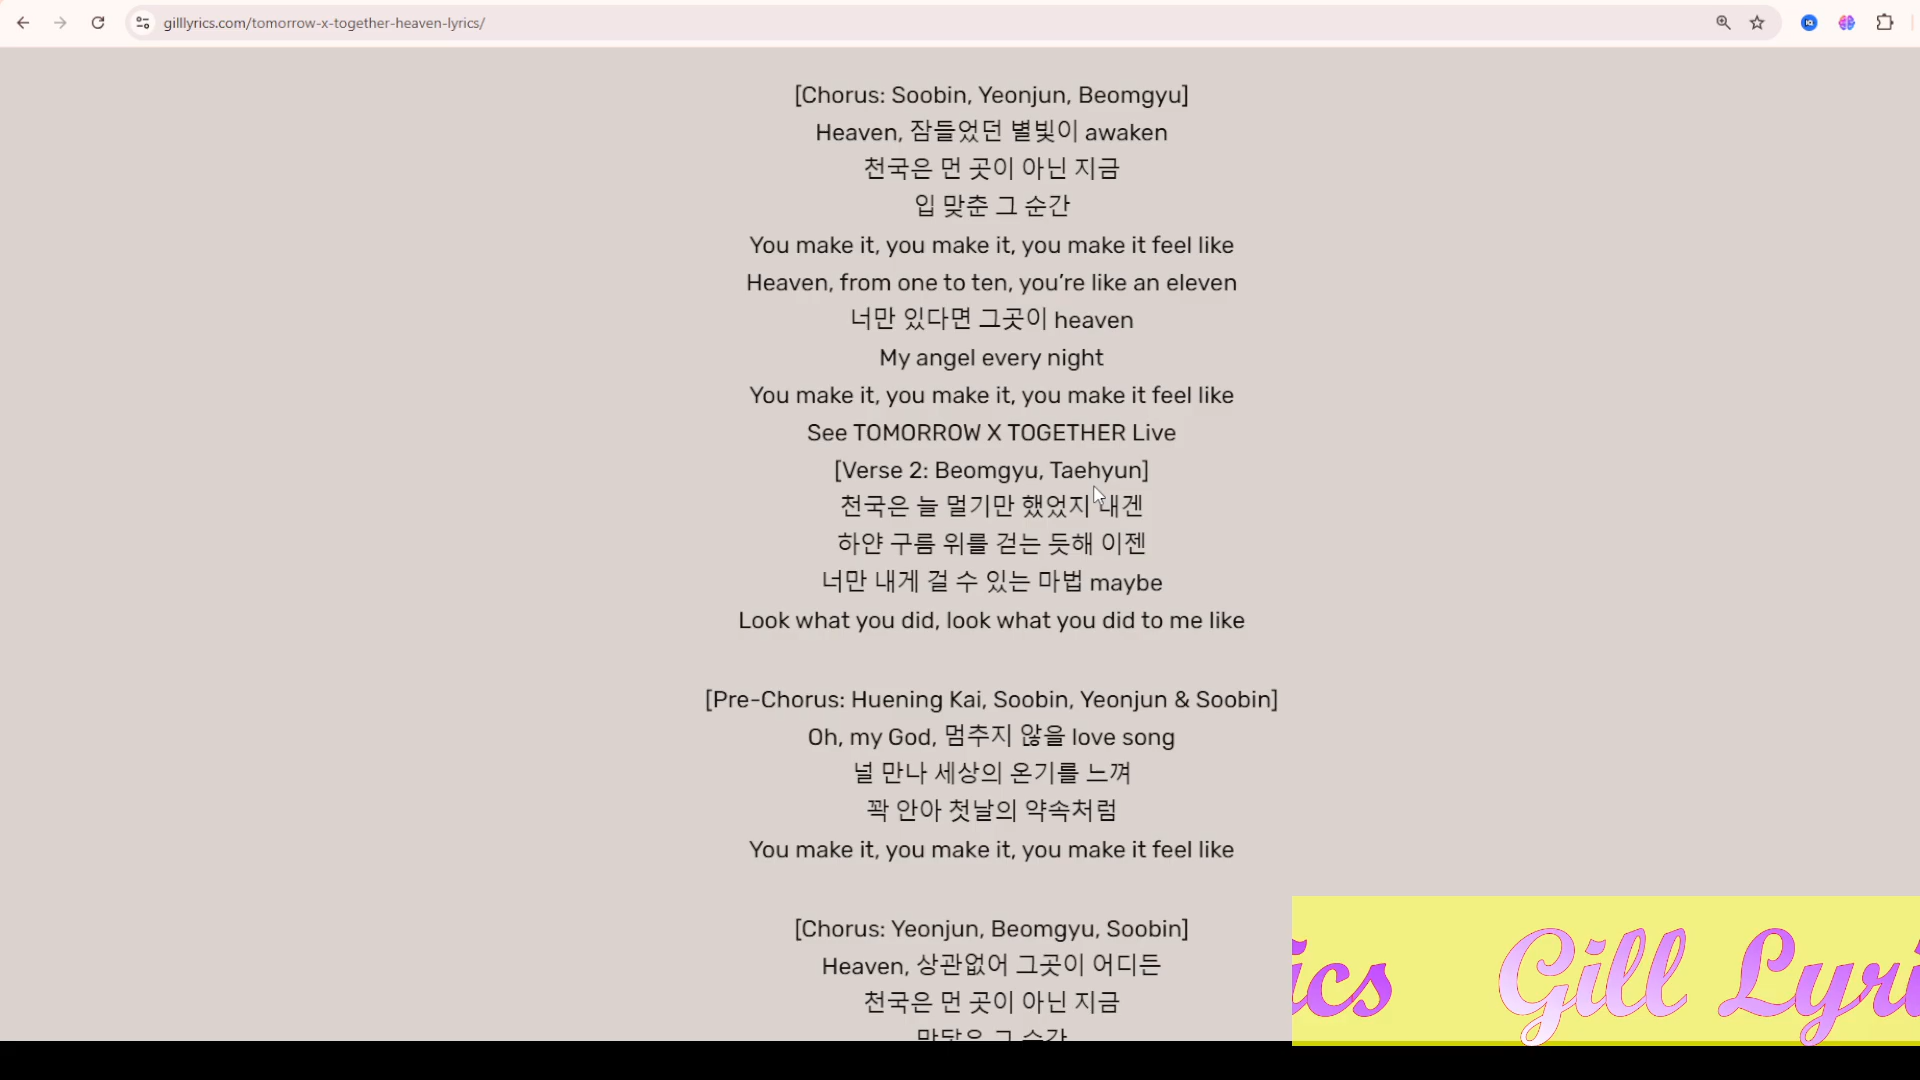 gilllyrics.com/tomorrow-x-together-heaven-lyrics/
[Chorus: Soobin, Yeonjun, Beomgyu]
Heaven, 잠들었던 별빛이 awaken
천국은 먼 곳이 아닌 지금
입 맞춘 그 순간
You make it, you make it, you make it feel like
Heaven, from one to ten, you’re like an eleven
너만 있다면 그곳이 heaven
My angel every night
You make it, you make it, you make it feel like
See TOMORROW X TOGETHER Live
[Verse 2: Beomgyu, Taehyun]
천국은 늘 멀기만 했었지 내겐
하얀 구름 위를 걷는 듯해 이젠
너만 내게 걸 수 있는 마법 maybe
Look what you did, look what you did to me like
[Pre-Chorus: Huening Kai, Soobin, Yeonjun & Soobin]
Oh, my God, 멈추지 않을 love song
널 만나 세상의 온기를 느껴
꽉 안아 첫날의 약속처럼
You make it, you make it, you make it feel like
[Chorus: Yeonjun, Beomgyu, Soobin]
Heaven, 상관없어 그곳이 어디든
천국은 먼 곳이 아닌 지금
그 순간
ics Gill Lyri